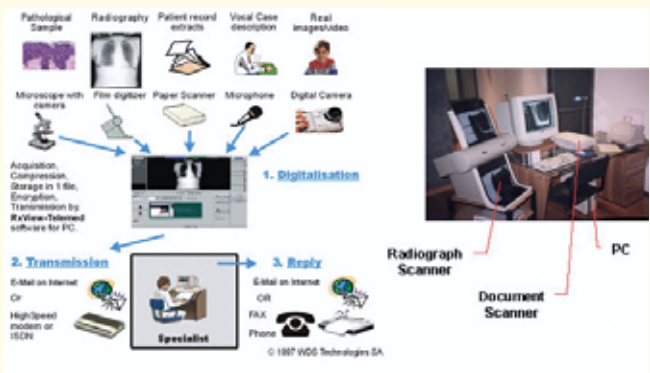 Pathological Sample
Radiography
Patient record extracts
Vocal Case description
Real images/video
Microscope with camera
Film digitizer
Paper Scanner
Microphone
Digital Camera
Acquisition,
Compression,
Storage in 1 file,
Encryption,
Transmission by
RxView-Telemed
software for PC.
1. Digitalisation
2. Transmission
E-Mail on Internet
Or
High Speed
modem or
ISDN
Specialist
3. Reply
E-Mail on Internet
OR
FAX
Phone
© 1997 WDS Technologies SA
Radiograph
Scanner
Document
Scanner
PC